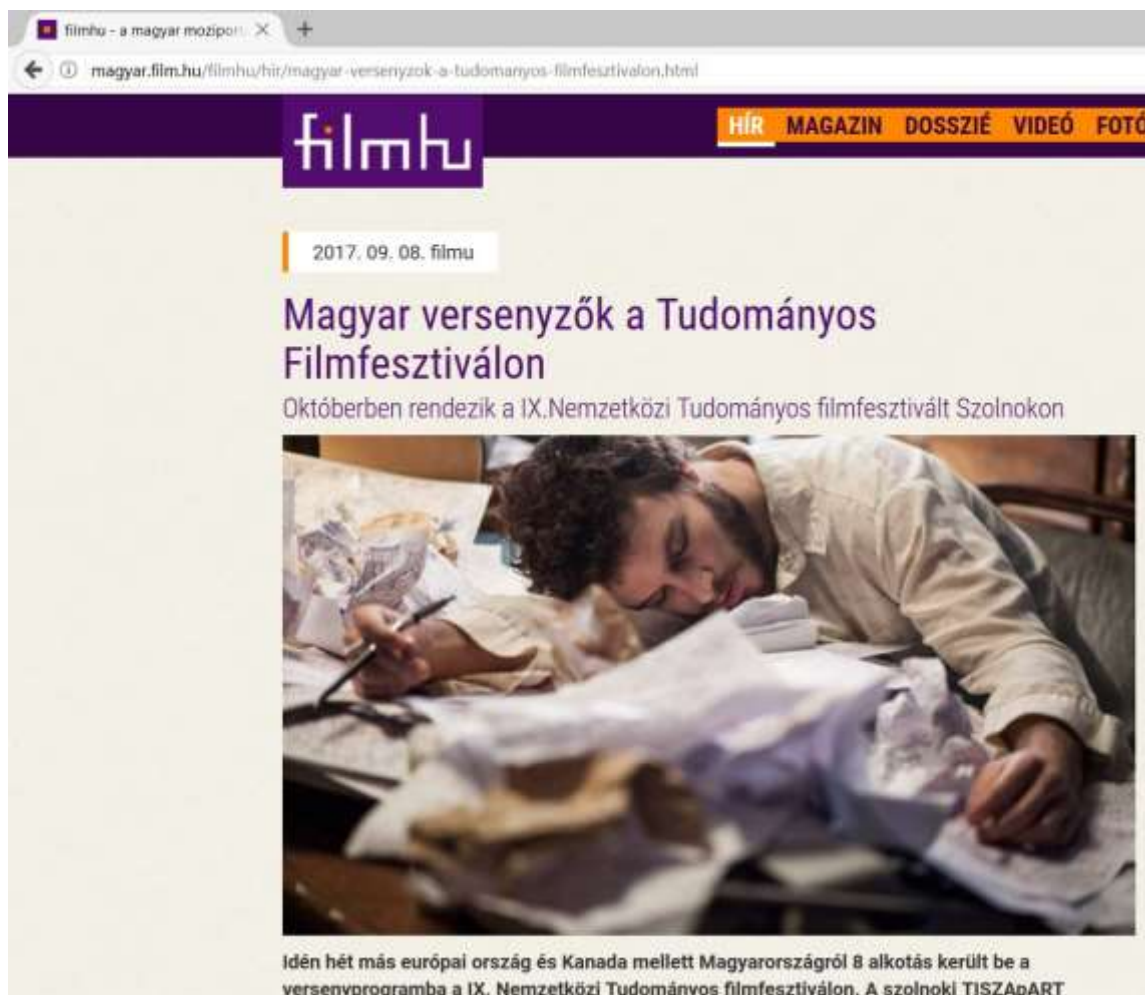 filmhu - a magyar mozipor
magyar.film.hu/filmhu/hir/magyar-versenyzok-a-tudomanyos-filmfesztivalon.html
filmhu
HÍR MAGAZIN DOSSZIÉ VIDEÓ FOTÓ
2017. 09. 08. filmu
Magyar versenyzők a Tudományos
Filmfesztiválon
Októberben rendezik a IX.Nemzetközi Tudományos filmfesztivált Szolnokon
Idén hét más európai ország és Kanada mellett Magyarországról 8 alkotás került be a
versenyprogramba a IX. Nemzetközi Tudományos filmfesztiválon. A szolnoki TISZApART